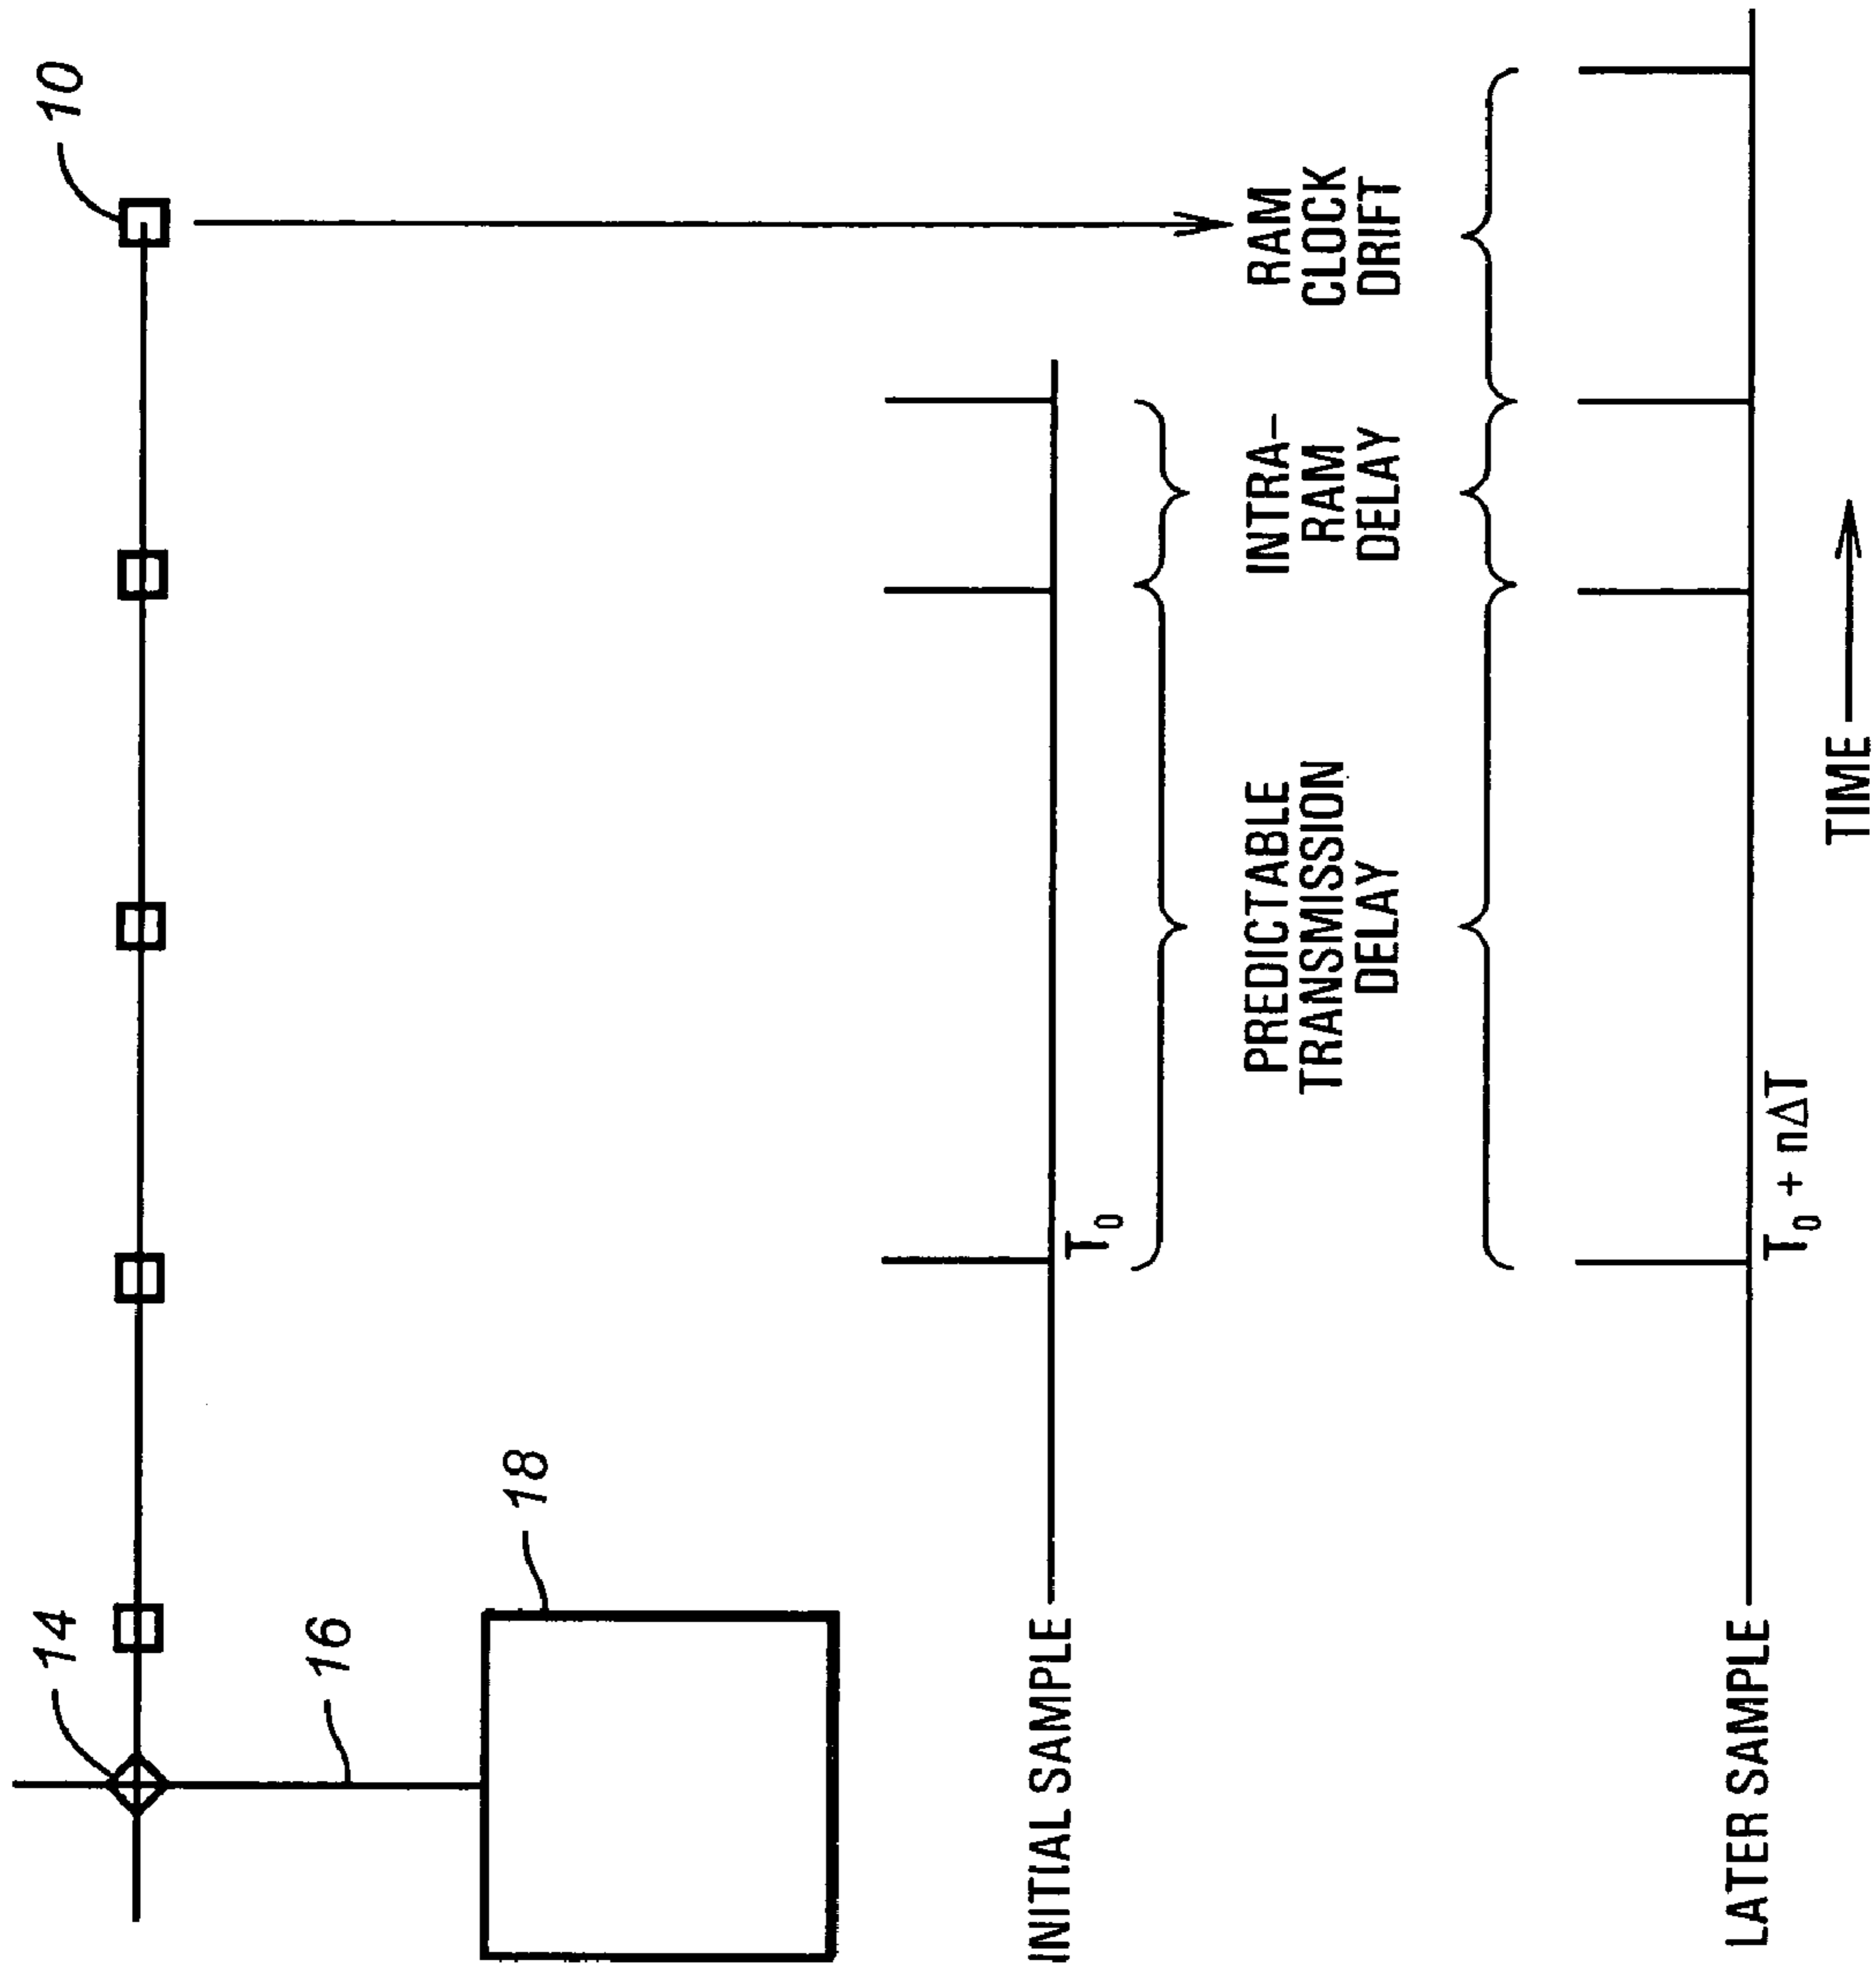 14
10
16
18
INITIAL SAMPLE
T₀
PREDICTABLE
TRANSMISSION
DELAY
INTRA-
RAM
DELAY
RAM
CLOCK
DRIFT
LATER SAMPLE
T₀ + nΔT
TIME